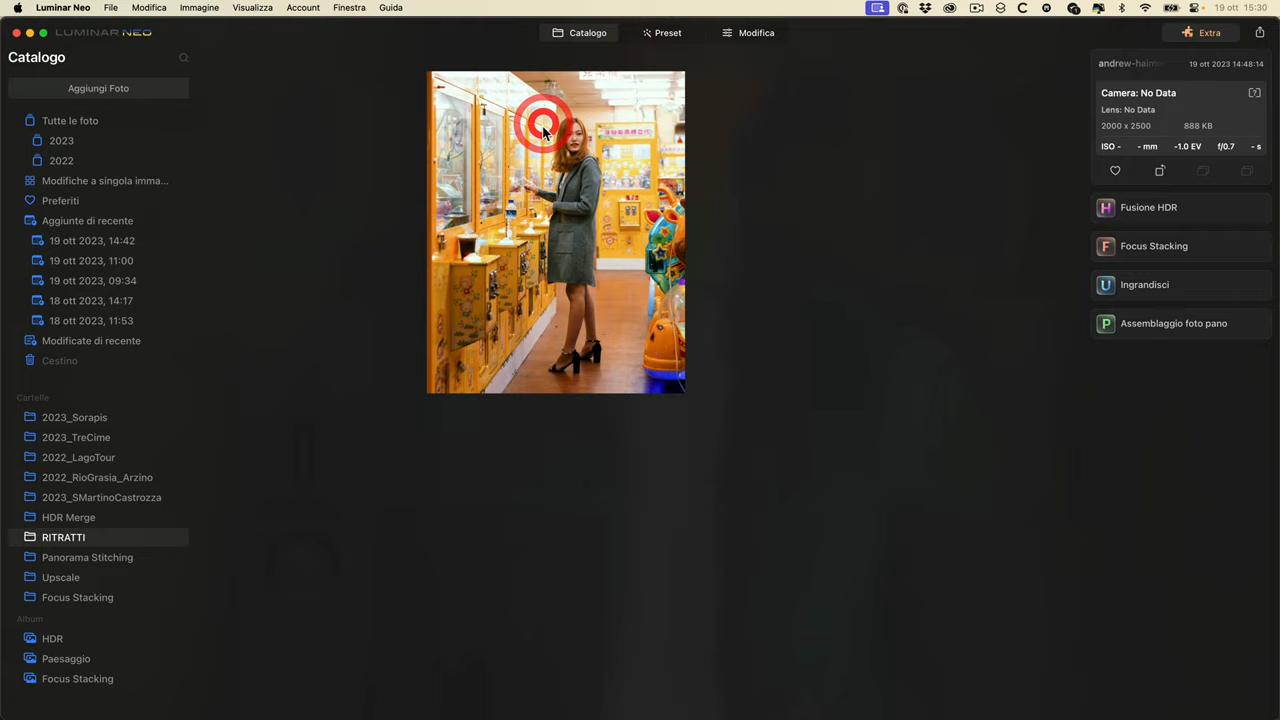 Luminar Neo File Modifica Immagine Visualizza Account Finestra Guida 19 ott 15:30
LUMINAR NEO
Catalogo Preset Modifica
Extra
Catalogo
Aggiungi Foto
Tutte le foto
2023
2022
Modifiche a singola imma...
Preferiti
Aggiunte di recente
19 ott 2023, 14:42
19 ott 2023, 11:00
19 ott 2023, 09:34
18 ott 2023, 14:17
18 ott 2023, 11:53
Modificate di recente
Cestino
Cartelle
2023_Sorapis
2023_TreCime
2022_LagoTour
2022_RioGrasia_Arzino
2023_SMartinoCastrozza
HDR Merge
RITRATTI
Panorama Stitching
Upscale
Focus Stacking
Album
HDR
Paesaggio
Focus Stacking
andrew-haime 19 ott 2023 14:48:14
Camera: No Data
Lens: No Data
2000 x 2500 888 KB
ISO - - mm -1.0 EV f/0.7 - s
H Fusione HDR
F Focus Stacking
U Ingrandisci
P Assemblaggio foto pano